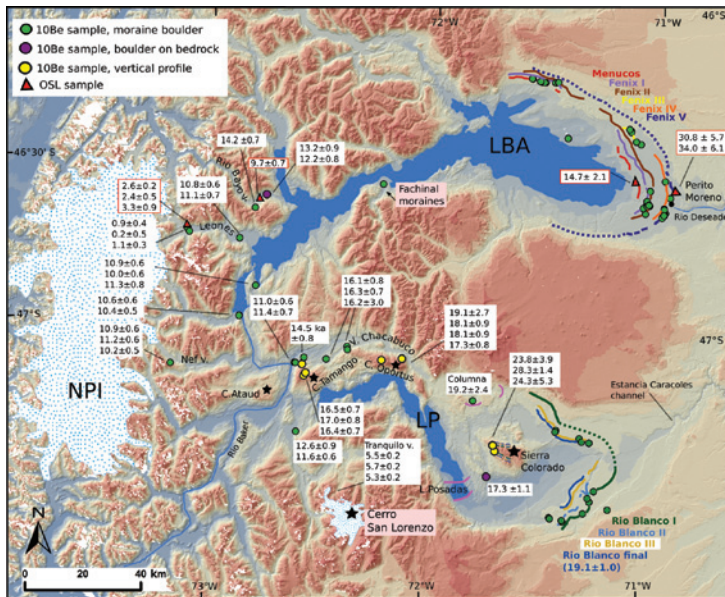 10Be sample, moraine boulder
10Be sample, boulder on bedrock
10Be sample, vertical profile
OSL sample
72°W
71°W
46°S
46°30'S
47°S
47°S
73°W
72°W
71°W
Menucos
Fenix I
Fenix II
Fenix III
Fenix IV
Fenix V
30.8 ± 5.7
34.0 ± 6.1
14.7± 2.1
Perito
Moreno
Rio Deseado
LBA
14.2 ±0.7
9.7±0.7
13.2±0.9
12.2±0.8
Rio Bayo v.
Fachinal
moraines
2.6±0.2
2.4±0.5
3.3±0.9
10.8±0.6
11.1±0.7
0.9±0.4
0.2±0.5
1.1±0.3
Leones
10.9±0.6
10.0±0.6
11.3±0.8
10.6±0.6
10.4±0.5
11.0±0.6
11.4±0.7
16.1±0.8
16.3±0.7
16.2±3.0
14.5 ka
±0.8
19.1±2.7
18.1±0.9
18.1±0.9
17.3±0.8
V. Chacabuco
10.9±0.6
11.2±0.6
10.2±0.5
Nef v.
NPI
C.Ataud
C.Tamango
C. Oportus
23.8±3.9
28.3±1.4
24.3±5.3
Columna
19.2±2.4
Estancia Caracoles
channel
16.5±0.7
17.0±0.8
16.4±0.7
LP
Rio Baker
12.6±0.9
11.6±0.6
Tranquilo v.
5.5±0.2
5.7±0.2
5.3±0.2
Sierra
Colorado
L.Posadas
17.3 ±1.1
Cerro
San Lorenzo
Rio Blanco I
Rio Blanco II
Rio Blanco III
Rio Blanco final
(19.1±1.0)
N
0
20
40 km